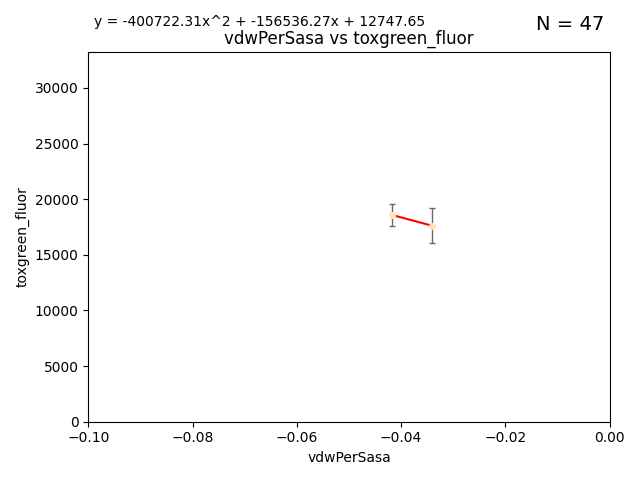 y = -400722.31x^2 + -156536.27x + 12747.65
N = 47
vdwPerSasa vs toxgreen_fluor
30000
25000
20000
15000
10000
5000
0
toxgreen_fluor
−0.10
−0.08
−0.06
−0.04
−0.02
0.00
vdwPerSasa